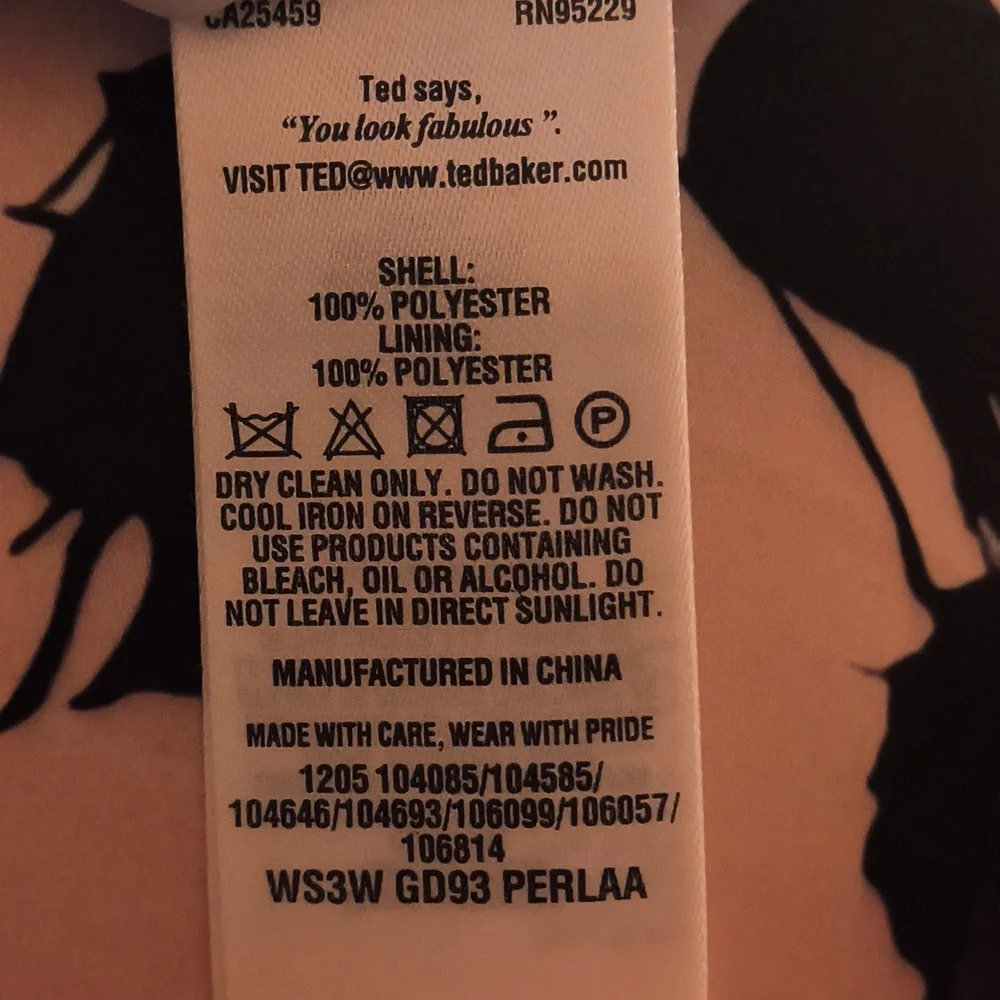 CA25459 RN95229
Ted says,
“You look fabulous ”.
VISIT TED@www.tedbaker.com
SHELL:
100% POLYESTER
LINING:
100% POLYESTER
P
DRY CLEAN ONLY. DO NOT WASH.
COOL IRON ON REVERSE. DO NOT
USE PRODUCTS CONTAINING
BLEACH, OIL OR ALCOHOL. DO
NOT LEAVE IN DIRECT SUNLIGHT.
MANUFACTURED IN CHINA
MADE WITH CARE, WEAR WITH PRIDE
1205 104085/104585/
104646/104693/106099/106057/
106814
WS3W GD93 PERLAA